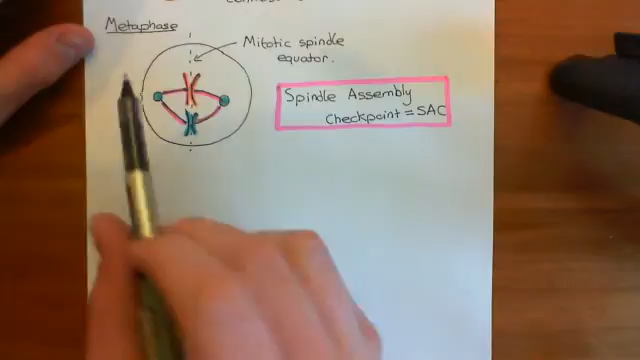 Metaphase
Mitotic spindle
equator.
Spindle Assembly
Checkpoint = SAC